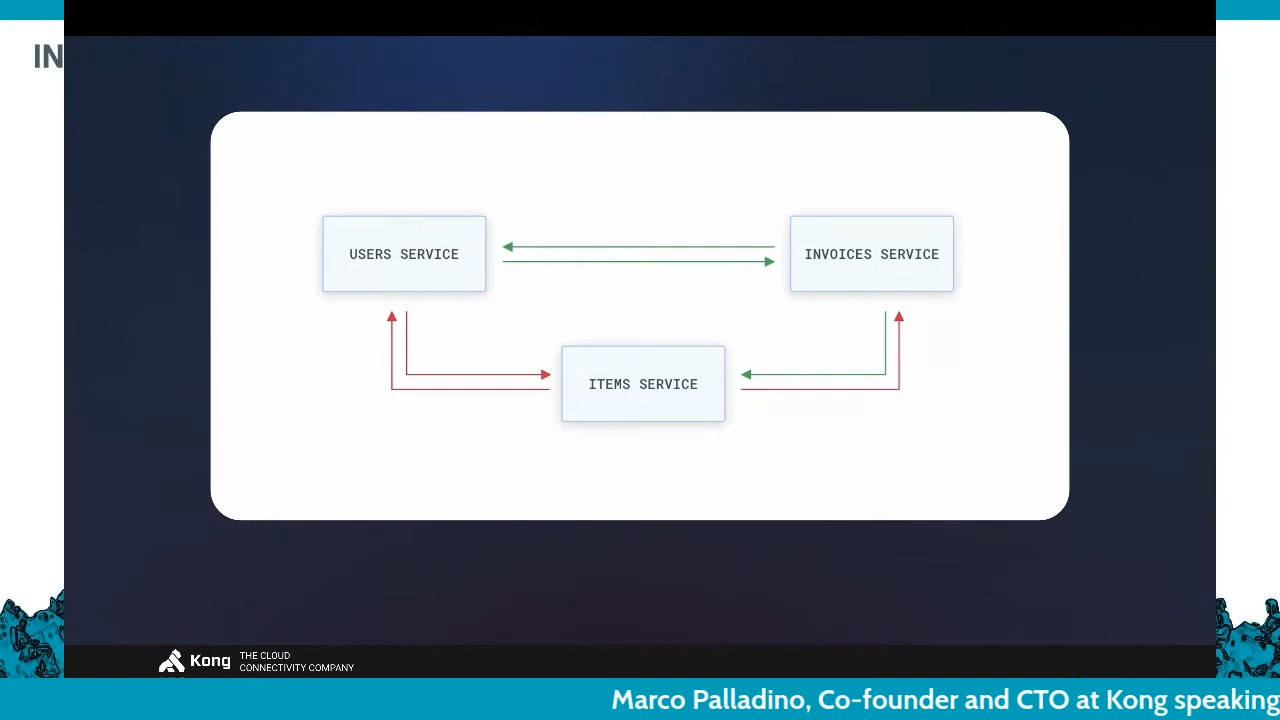 IN
USERS SERVICE
INVOICES SERVICE
ITEMS SERVICE
Kong
THE CLOUD
CONNECTIVITY COMPANY
Marco Palladino, Co-founder and CTO at Kong speaking